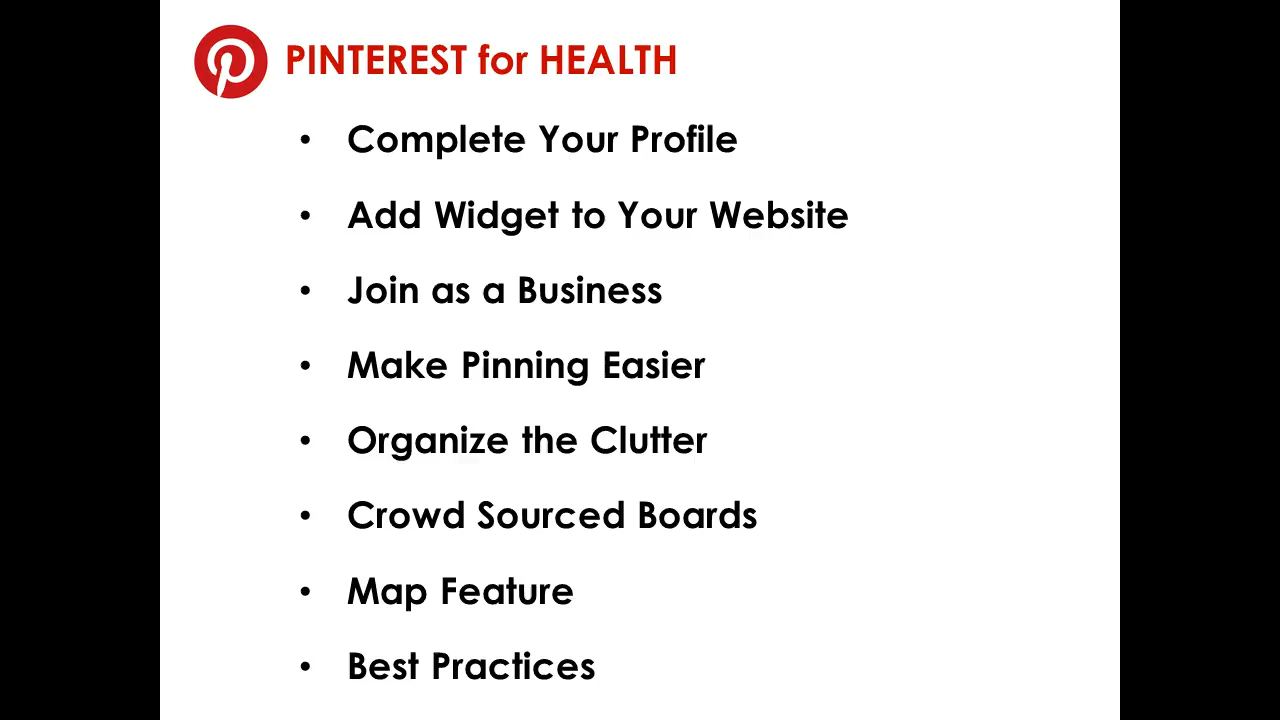 PINTEREST for HEALTH
• Complete Your Profile
• Add Widget to Your Website
• Join as a Business
• Make Pinning Easier
• Organize the Clutter
• Crowd Sourced Boards
• Map Feature
• Best Practices